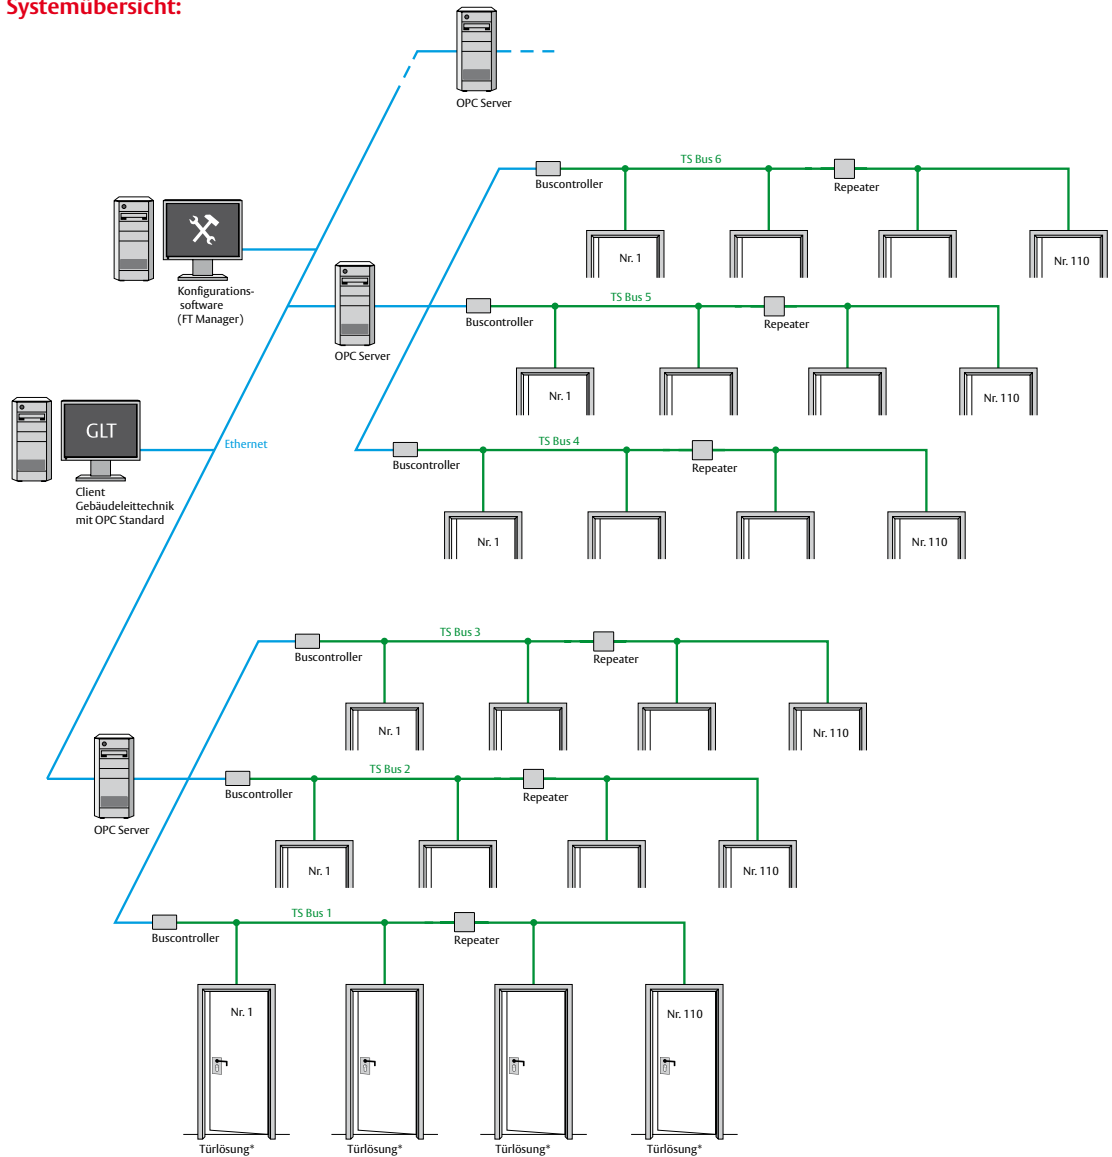 Systemübersicht:
OPC Server
TS Bus 6
Buscontroller
Repeater
Nr. 1
Nr. 110
Konfigurations-
software
(FT Manager)
OPC Server
TS Bus 5
Buscontroller
Repeater
Nr. 1
Nr. 110
GLT
Client
Gebäudeleittechnik
mit OPC Standard
Ethernet
TS Bus 4
Buscontroller
Repeater
Nr. 1
Nr. 110
TS Bus 3
Buscontroller
Repeater
Nr. 1
Nr. 110
OPC Server
TS Bus 2
Buscontroller
Repeater
Nr. 1
Nr. 110
TS Bus 1
Buscontroller
Repeater
Nr. 1
Nr. 110
Türlösung*
Türlösung*
Türlösung*
Türlösung*